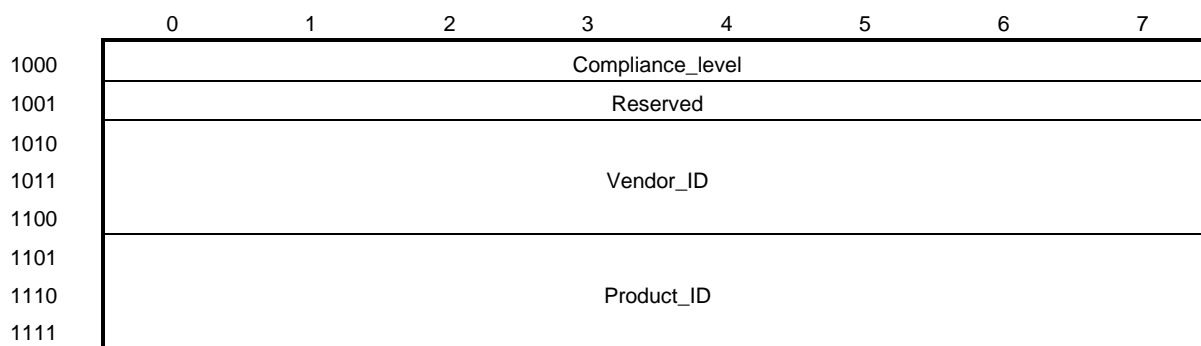 0 1 2 3 4 5 6 7
1000 Compliance_level
1001 Reserved
1010
1011 Vendor_ID
1100
1101
1110 Product_ID
1111